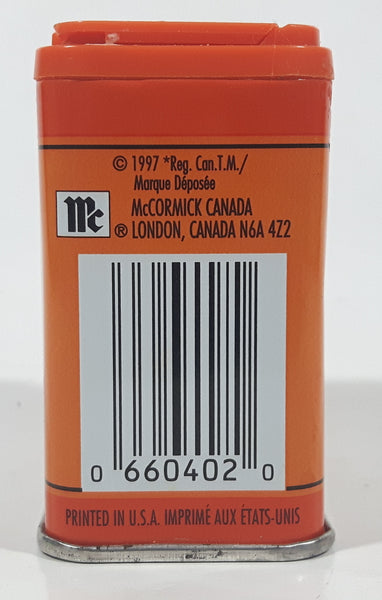 © 1997 *Reg. Can.T.M./
Marque Déposée
Mc
McCORMICK CANADA
® LONDON, CANADA N6A 4Z2
0 660402 0
PRINTED IN U.S.A. IMPRIMÉ AUX ÉTATS-UNIS